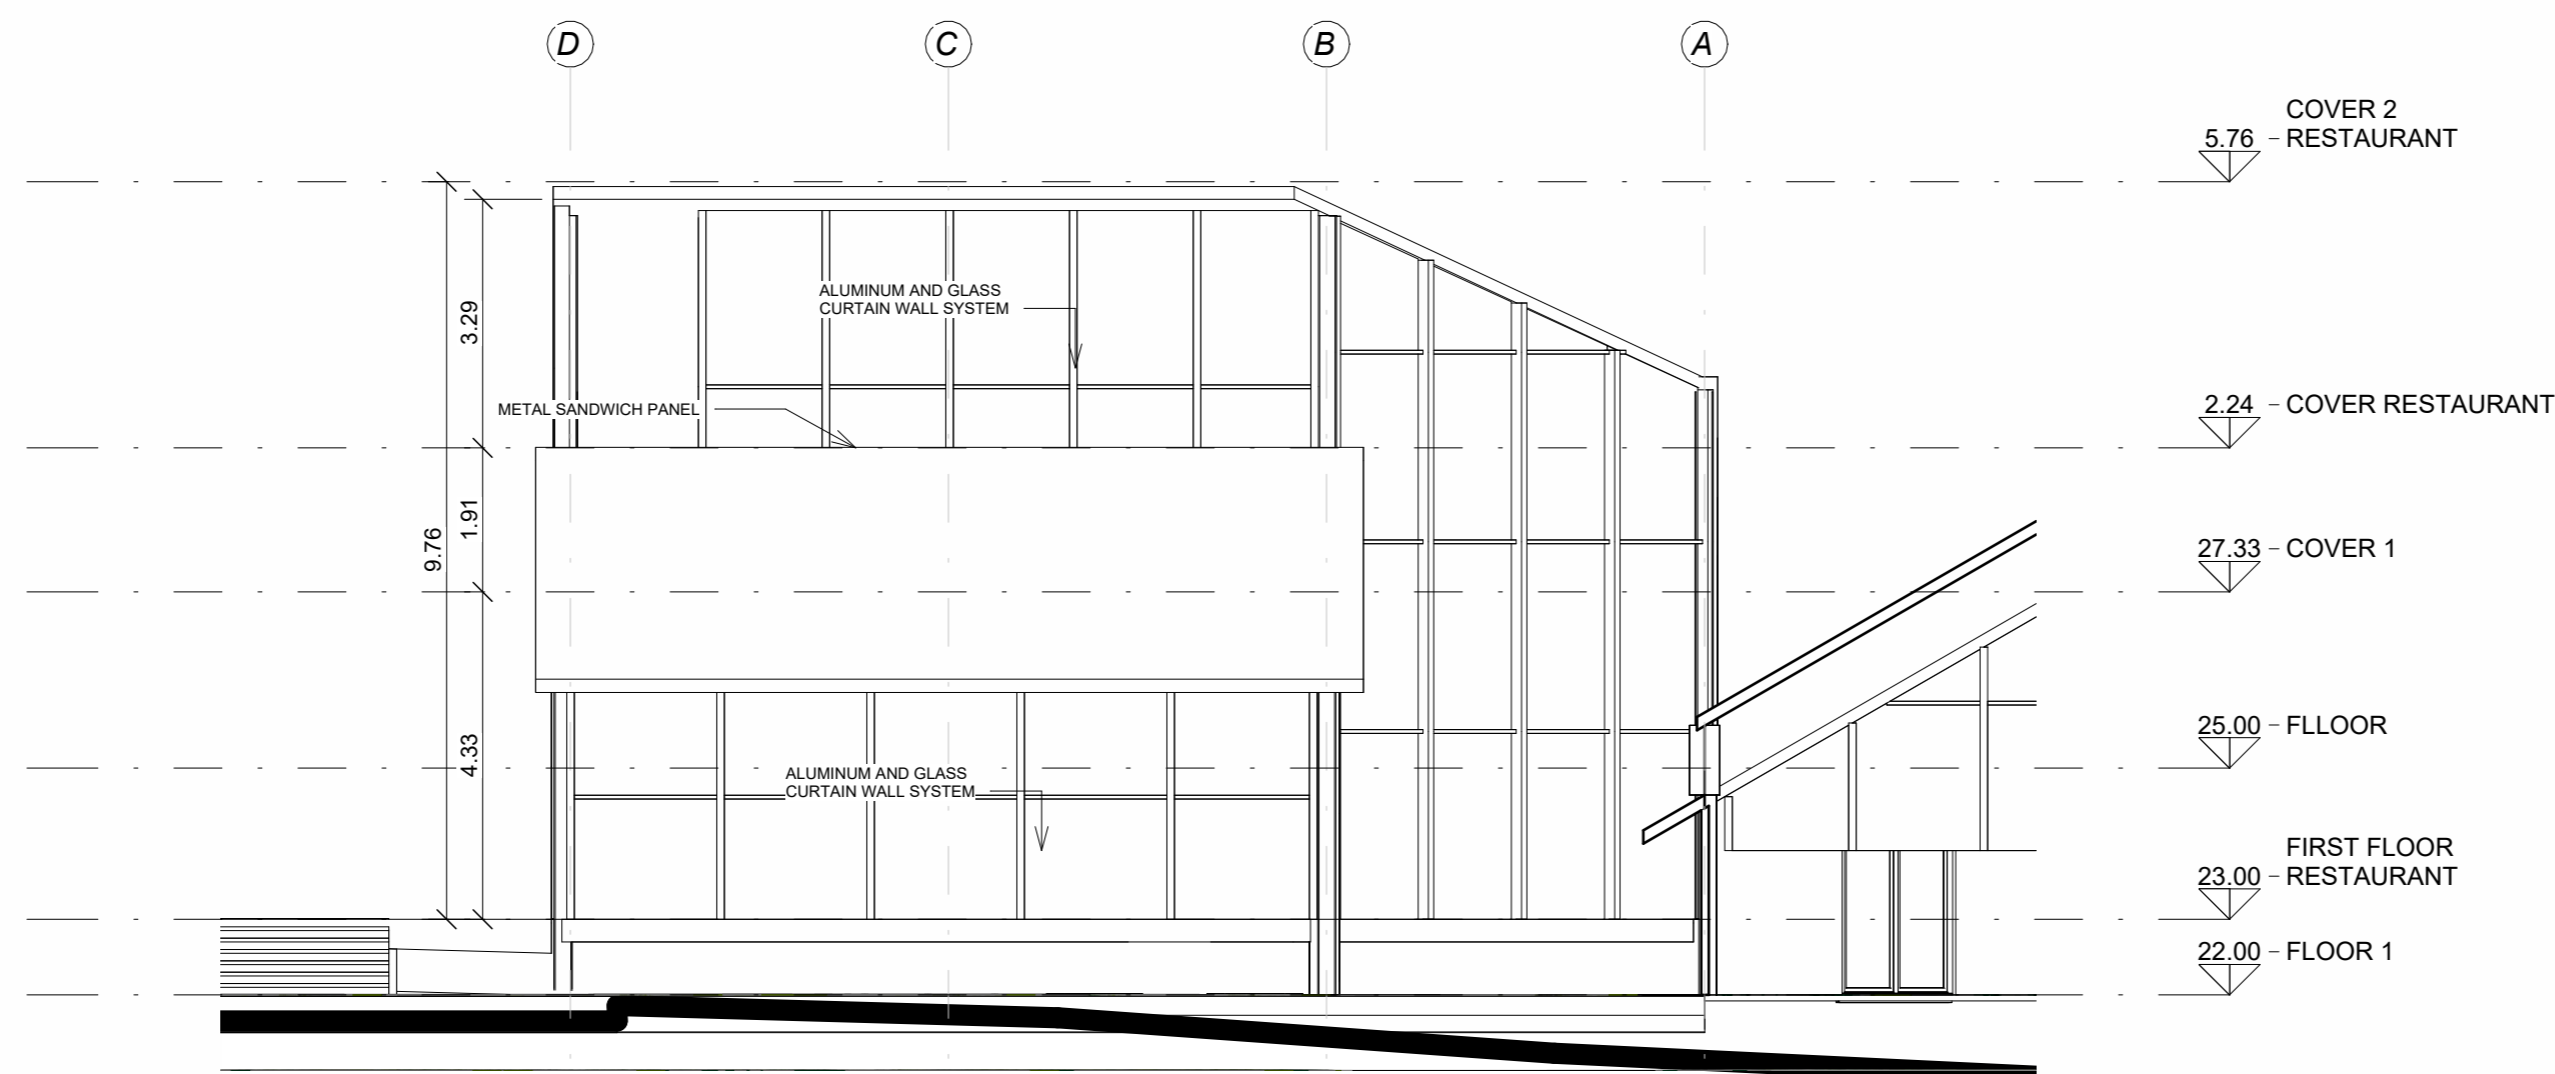 D
C
B
A
COVER 2
5.76 - RESTAURANT
ALUMINUM AND GLASS
CURTAIN WALL SYSTEM
3.29
METAL SANDWICH PANEL
2.24 - COVER RESTAURANT
1.91
9.76
27.33 - COVER 1
25.00 - FLLOOR
4.33
ALUMINUM AND GLASS
CURTAIN WALL SYSTEM
FIRST FLOOR
23.00 - RESTAURANT
22.00 - FLOOR 1